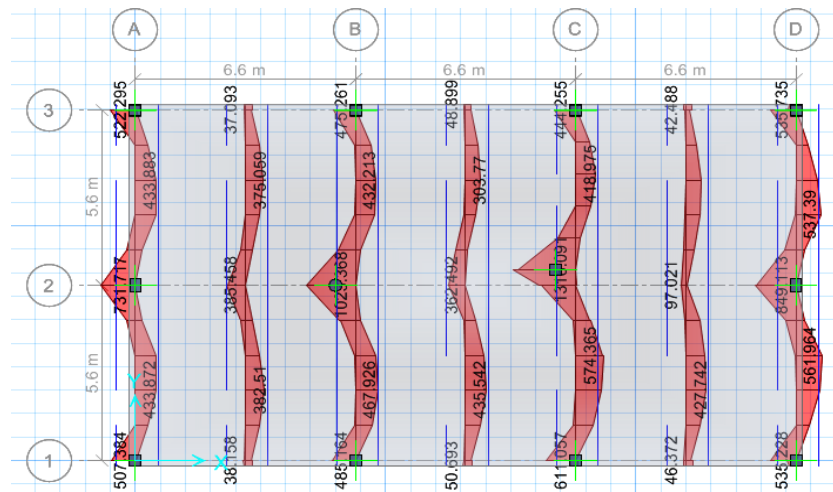 A B C D
6.6 m 6.6 m 6.6 m
3
522.295 37.093 475.261 48.899 444.255 42.488 535.735
433.883 375.059 432.213 303.77 418.975 537.39
5.6 m
2
731.717 385.458 1029.368 362.492 1311.091 97.021 849.113
5.6 m
433.872 382.51 467.926 435.542 574.365 427.742 561.964
Y
1
507.384 38.158 485.164 50.693 611.057 46.372 535.228
X